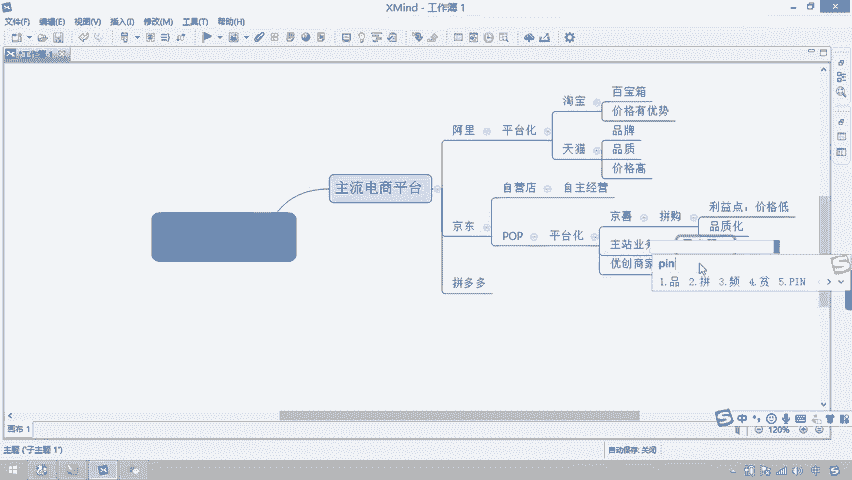 XMind - 工作簿 1
文件(F) 编辑(E) 视图(V) 插入(I) 修改(M) 工具(T) 帮助(H)
工作簿 1
百宝箱
淘宝
价格有优势
阿里
平台化
品牌
天猫
品质
价格高
主流电商平台
自营店
自主经营
利益点：价格低
京喜
拼购
品质化
京东
POP
平台化
主站业务
优创商家
pin
1.品 2.拼 3.频 4.贫 5.PIN
拼多多
画布 1
中
120%
主题 ('子主题 1')
自动保存: 关闭